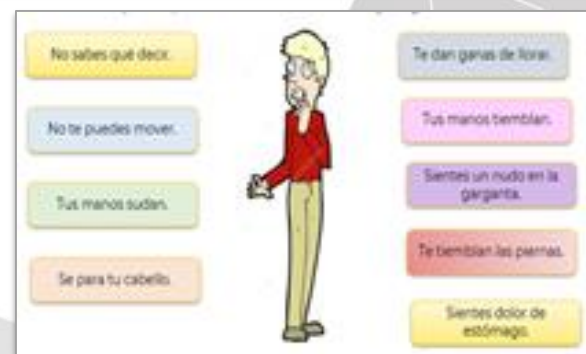 No sabes qué decir.
No te puedes mover.
Tus manos sudan.
Se para tu cabello.
Te dan ganas de llorar.
Tus manos tiemblan.
Sientes un nudo en la
garganta.
Te tiemblan las piernas.
Sientes dolor de
estómago.